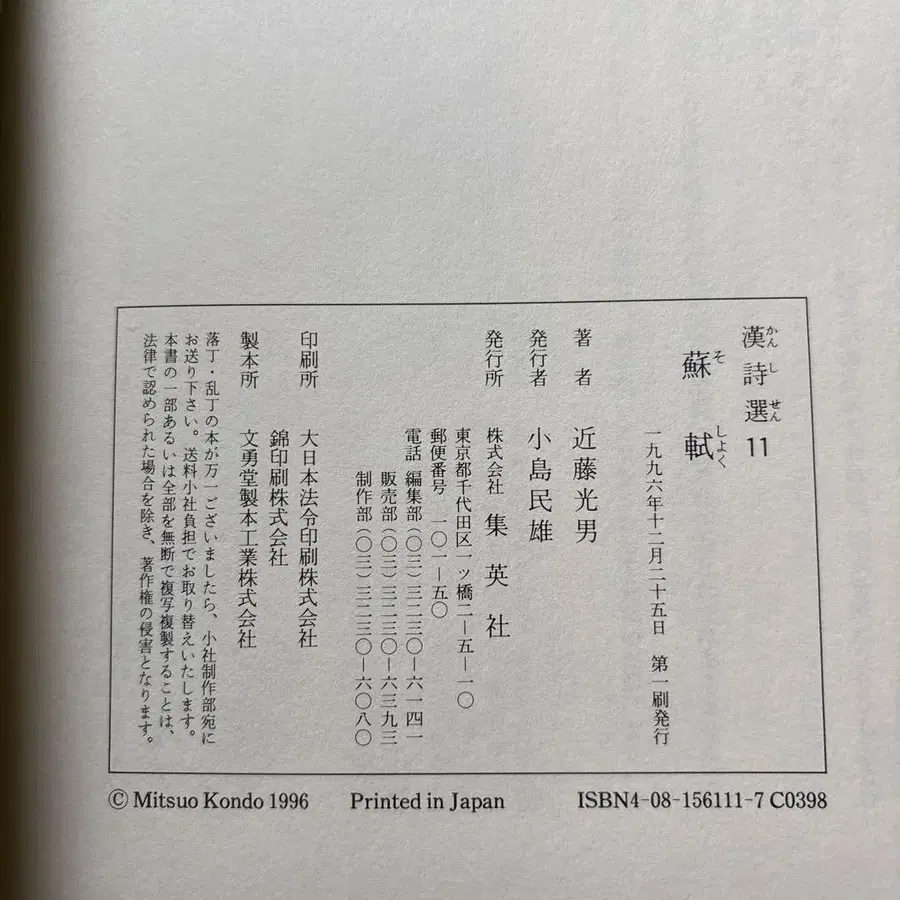 漢詩選11
かんしせん
蘇軾
そしょく
一九九六年十二月二十五日 第一刷発行
著者 近藤光男
発行者 小島民雄
発行所 株式会社 集英社
東京都千代田区一ッ橋二―五―一〇
郵便番号 一〇一―五〇
電話 編集部(〇三)三二三〇―六一四一
販売部(〇三)三二三〇―六三九三
制作部(〇三)三二三〇―六〇八〇
印刷所 大日本法令印刷株式会社
錦印刷株式会社
製本所 文勇堂製本工業株式会社
落丁・乱丁の本が万一ございましたら、小社制作部宛に
お送り下さい。送料小社負担でお取り替えいたします。
本書の一部あるいは全部を無断で複写複製することは、
法律で認められた場合を除き、著作権の侵害となります。
© Mitsuo Kondo 1996 Printed in Japan ISBN4-08-156111-7 C0398